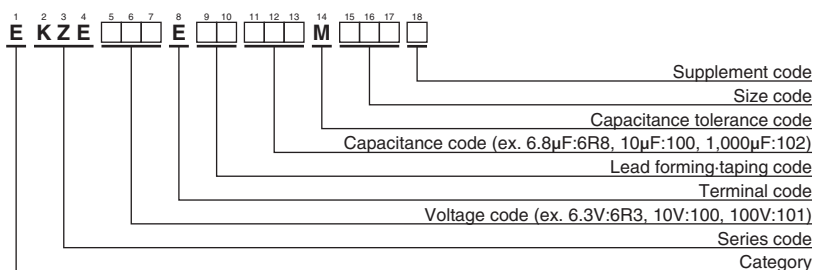 1 2 3 4 5 6 7 8 9 10 11 12 13 14 15 16 17 18
E K Z E E M
Supplement code
Size code
Capacitance tolerance code
Capacitance code (ex. 6.8μF:6R8, 10μF:100, 1,000μF:102)
Lead forming·taping code
Terminal code
Voltage code (ex. 6.3V:6R3, 10V:100, 100V:101)
Series code
Category